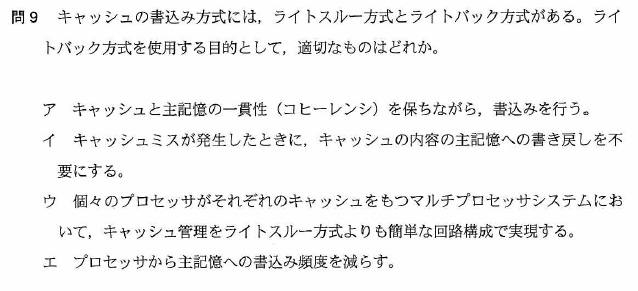 問9　キャッシュの書込み方式には，ライトスルー方式とライトバック方式がある。ライ
トバック方式を使用する目的として，適切なものはどれか。
ア　キャッシュと主記憶の一貫性（コヒーレンシ）を保ちながら，書込みを行う。
イ　キャッシュミスが発生したときに，キャッシュの内容の主記憶への書き戻しを不
要にする。
ウ　個々のプロセッサがそれぞれのキャッシュをもつマルチプロセッサシステムにお
いて，キャッシュ管理をライトスルー方式よりも簡単な回路構成で実現する。
エ　プロセッサから主記憶への書込み頻度を減らす。